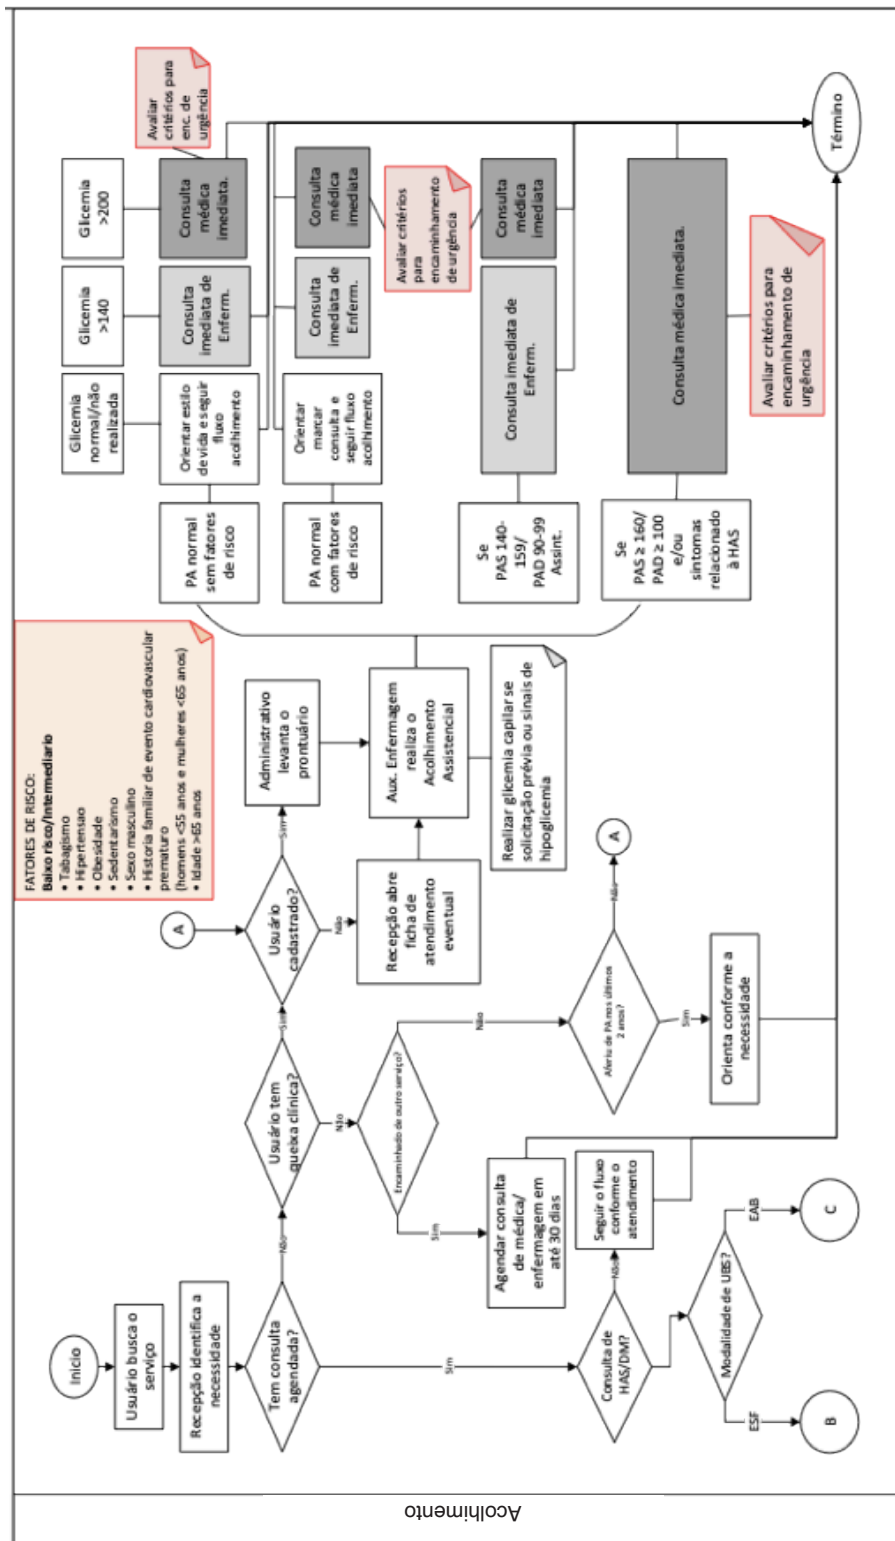 Acolhimento
Inicio
Usuário busca o
serviço
Recepção identifica a
necessidade
Tem consulta
agendada?
Não
Sim
Usuário tem
queixa clínica?
Sim
Não
Usuário
cadastrado?
Sim
Não
A
Administrativo
levanta o
prontuário
Recepção abre
ficha de
atendimento
eventual
Aux. Enfermagem
realiza o
Acolhimento
Assistencial
Realizar glicemia capilar se
solicitação prévia ou sinais de
hipoglicemia
Encaminhado de outro serviço?
Sim
Não
Agendar consulta
de médica/
enfermagem em
até 30 dias
Aferiu de PA nos últimos
2 anos?
Não
Sim
A
Orienta conforme a
necessidade
Consulta de
HAS/DM?
Não
Seguir o fluxo
conforme o
atendimento
Modalidade de UBS?
ESF
EAB
B
C
FATORES DE RISCO:
Baixo risco/Intermediario
• Tabagismo
• Hipertensao
• Obesidade
• Sedentarismo
• Sexo masculino
• Historia familiar de evento cardiovascular
prematuro
(homens <55 anos e mulheres <65 anos)
• Idade >65 anos
Glicemia
normal/não
realizada
Glicemia
>140
Glicemia
>200
PA normal
sem fatores
de risco
Orientar estilo
de vida e seguir
fluxo
acolhimento
Consulta
imediata de
Enferm.
Consulta
médica
imediata.
Avaliar
critérios para
enc. de
urgência
PA normal
com fatores
de risco
Orientar
marcar
consulta e
seguir fluxo
acolhimento
Consulta
imediata de
Enferm.
Consulta
médica
imediata
Avaliar critérios
para
encaminhamento
de urgência
Se
PAS 140-
159/
PAD 90-99
Assint.
Consulta imediata de
Enferm.
Consulta
médica
imediata
Se
PAS ≥ 160/
PAD ≥ 100
e/ou
sintomas
relacionado
à HAS
Consulta médica imediata.
Avaliar critérios para
encaminhamento de
urgência
Término